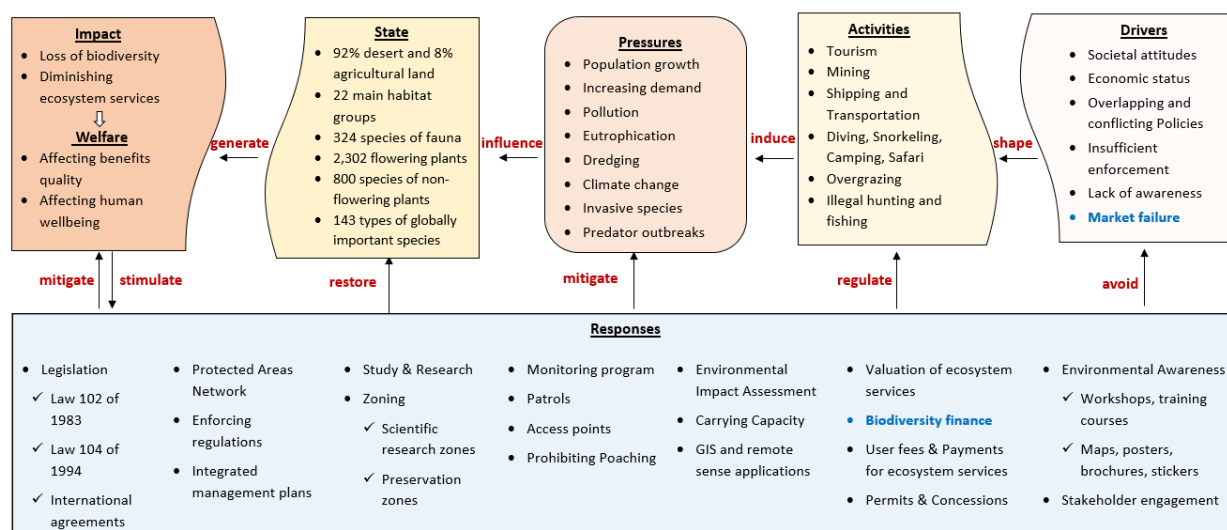 Impact
• Loss of biodiversity
• Diminishing
ecosystem services
Welfare
• Affecting benefits
quality
• Affecting human
wellbeing
generate
State
• 92% desert and 8%
agricultural land
• 22 main habitat
groups
• 324 species of fauna
• 2,302 flowering plants
• 800 species of non-
flowering plants
• 143 types of globally
important species
influence
Pressures
• Population growth
• Increasing demand
• Pollution
• Eutrophication
• Dredging
• Climate change
• Invasive species
• Predator outbreaks
induce
Activities
• Tourism
• Mining
• Shipping and
Transportation
• Diving, Snorkeling,
Camping, Safari
• Overgrazing
• Illegal hunting and
fishing
shape
Drivers
• Societal attitudes
• Economic status
• Overlapping and
conflicting Policies
• Insufficient
enforcement
• Lack of awareness
• Market failure
mitigate
stimulate
restore
mitigate
regulate
avoid
Responses
• Legislation
✓ Law 102 of
1983
✓ Law 104 of
1994
✓ International
agreements
• Protected Areas
Network
• Enforcing
regulations
• Integrated
management plans
• Study & Research
• Zoning
✓ Scientific
research zones
✓ Preservation
zones
• Monitoring program
• Patrols
• Access points
• Prohibiting Poaching
• Environmental
Impact Assessment
• Carrying Capacity
• GIS and remote
sense applications
• Valuation of ecosystem
services
• Biodiversity finance
• User fees & Payments
for ecosystem services
• Permits & Concessions
• Environmental Awareness
✓ Workshops, training
courses
✓ Maps, posters,
brochures, stickers
• Stakeholder engagement